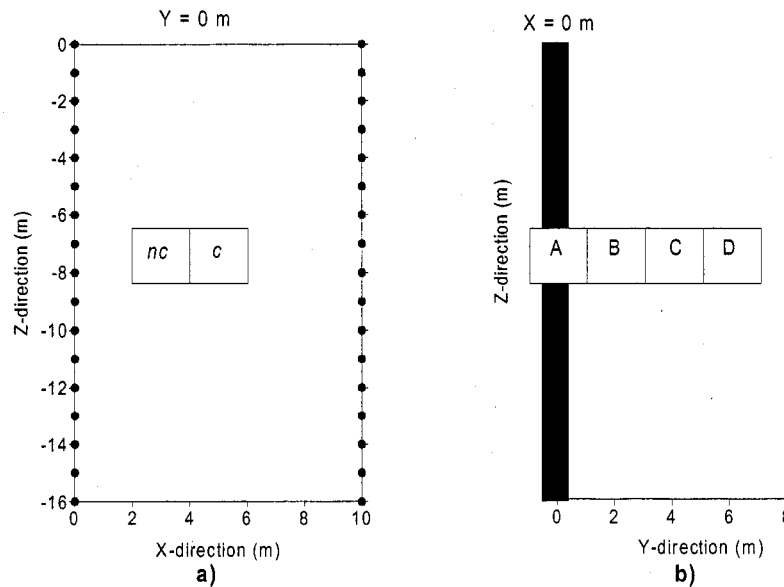 Y = 0 m
0
-2
-4
-6
-8
-10
-12
-14
-16
Z-direction (m)
nc
c
0
2
4
6
8
10
X-direction (m)
a)
X = 0 m
Z-direction (m)
A
B
C
D
0
2
4
6
8
Y-direction (m)
b)